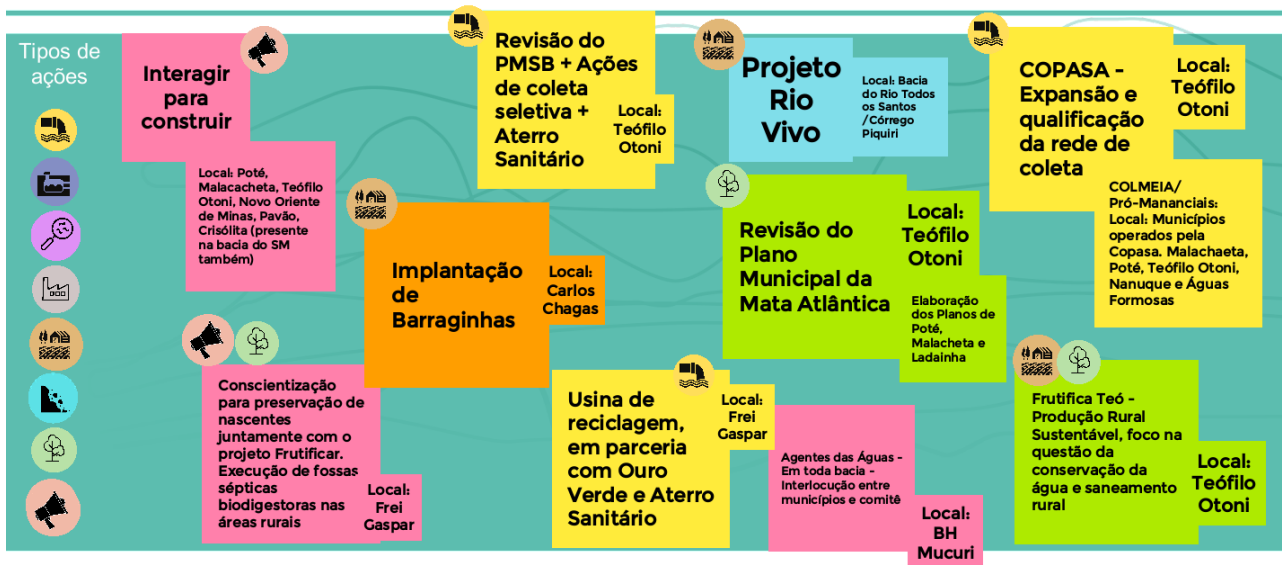 Tipos de
ações
Interagir
para
construir
Local: Poté,
Malacacheta, Teófilo
Otoni, Novo Oriente
de Minas, Pavão,
Crisólita (presente
na bacia do SM
também)
Revisão do
PMSB + Ações
de coleta
seletiva +
Aterro
Sanitário
Local:
Teófilo
Otoni
Projeto
Rio
Vivo
Local: Bacia
do Rio Todos
os Santos
/Córrego
Piquiri
COPASA -
Expansão e
qualificação
da rede de
coleta
Local:
Teófilo
Otoni
COLMEIA/
Pró-Mananciais:
Local: Municípios
operados pela
Copasa. Malachaeta,
Poté, Teófilo Otoni,
Nanuque e Águas
Formosas
Implantação
de
Barraginhas
Local:
Carlos
Chagas
Revisão do
Plano
Municipal da
Mata Atlântica
Local:
Teófilo
Otoni
Elaboração
dos Planos de
Poté,
Malacheta e
Ladainha
Conscientização
para preservação de
nascentes
juntamente com o
projeto Frutificar.
Execução de fossas
sépticas
biodigestoras nas
áreas rurais
Local:
Frei
Gaspar
Usina de
reciclagem,
em parceria
com Ouro
Verde e Aterro
Sanitário
Local:
Frei
Gaspar
Agentes das Águas -
Em toda bacia -
Interlocução entre
municípios e comitê
Local:
BH
Mucuri
Frutifica Teó -
Produção Rural
Sustentável, foco na
questão da
conservação da
água e saneamento
rural
Local:
Teófilo
Otoni